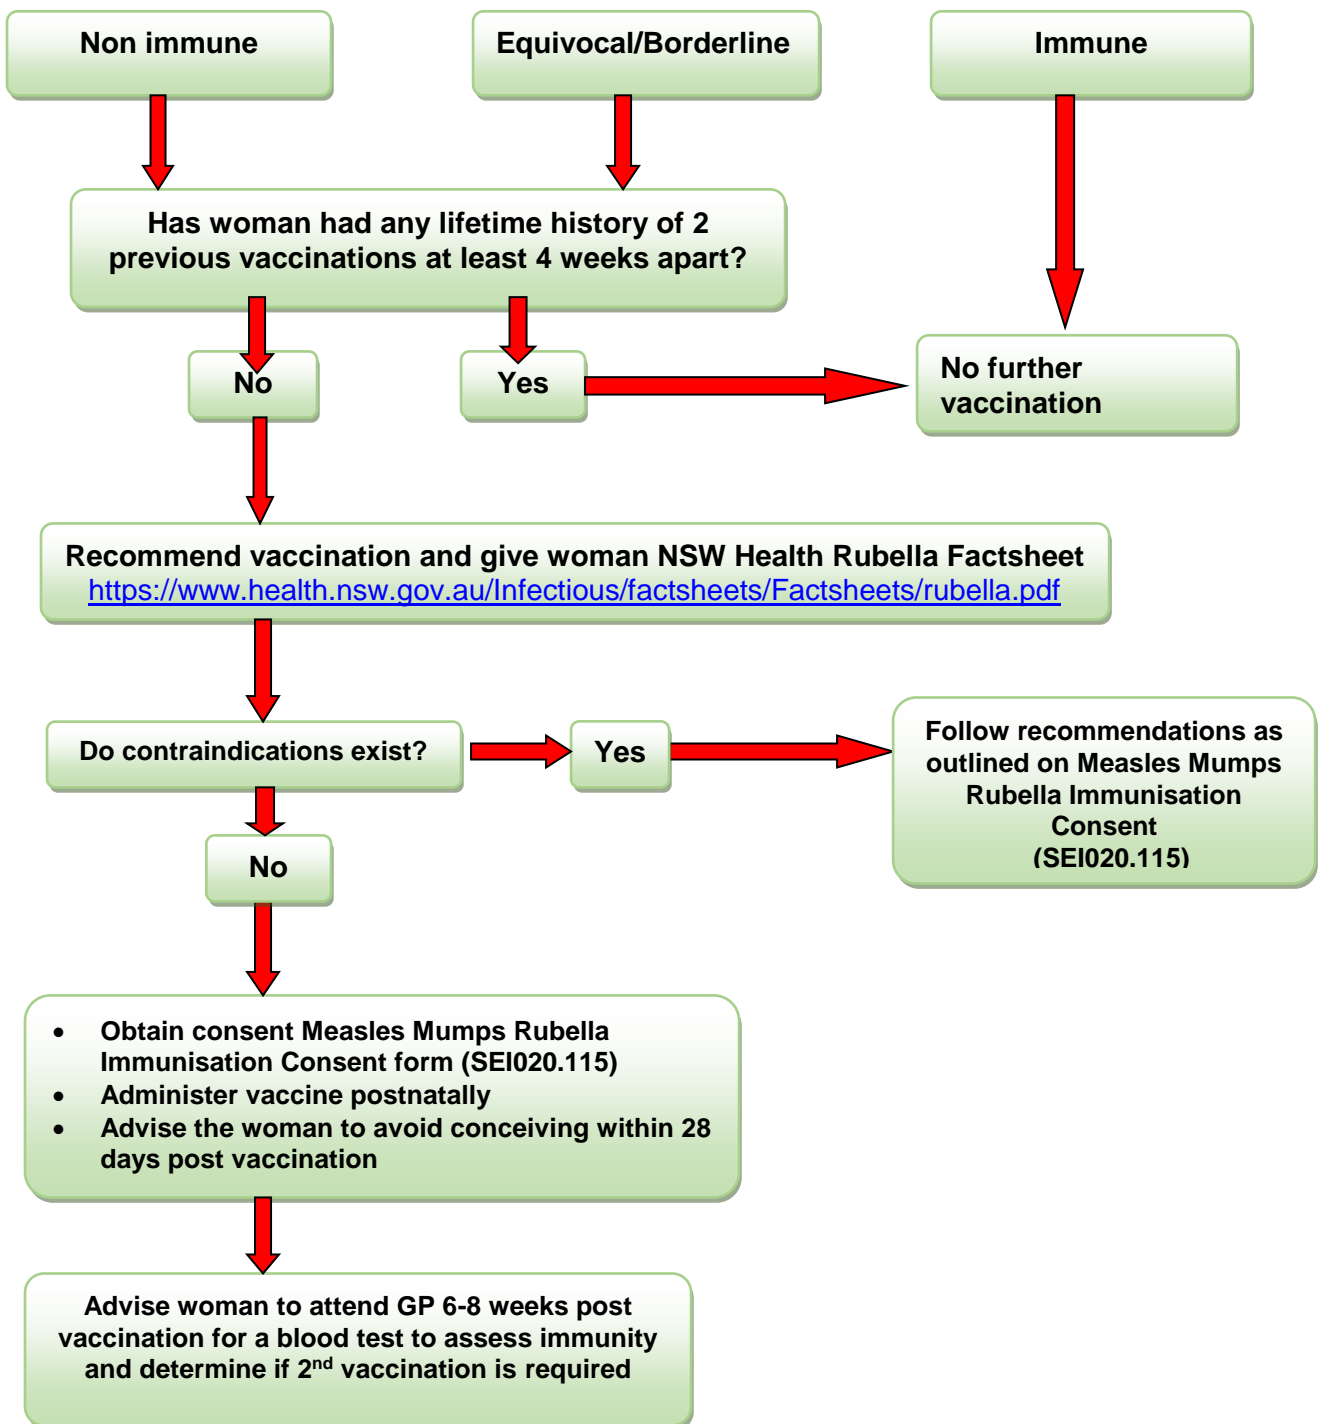 Non immune
Equivocal/Borderline
Immune
Has woman had any lifetime history of 2
previous vaccinations at least 4 weeks apart?
No
Yes
No further
vaccination
Recommend vaccination and give woman NSW Health Rubella Factsheet
https://www.health.nsw.gov.au/Infectious/factsheets/Factsheets/rubella.pdf
Do contraindications exist?
Yes
Follow recommendations as
outlined on Measles Mumps
Rubella Immunisation
Consent
(SEI020.115)
No
• Obtain consent Measles Mumps Rubella
Immunisation Consent form (SEI020.115)
• Administer vaccine postnatally
• Advise the woman to avoid conceiving within 28
days post vaccination
Advise woman to attend GP 6-8 weeks post
vaccination for a blood test to assess immunity
and determine if 2nd vaccination is required